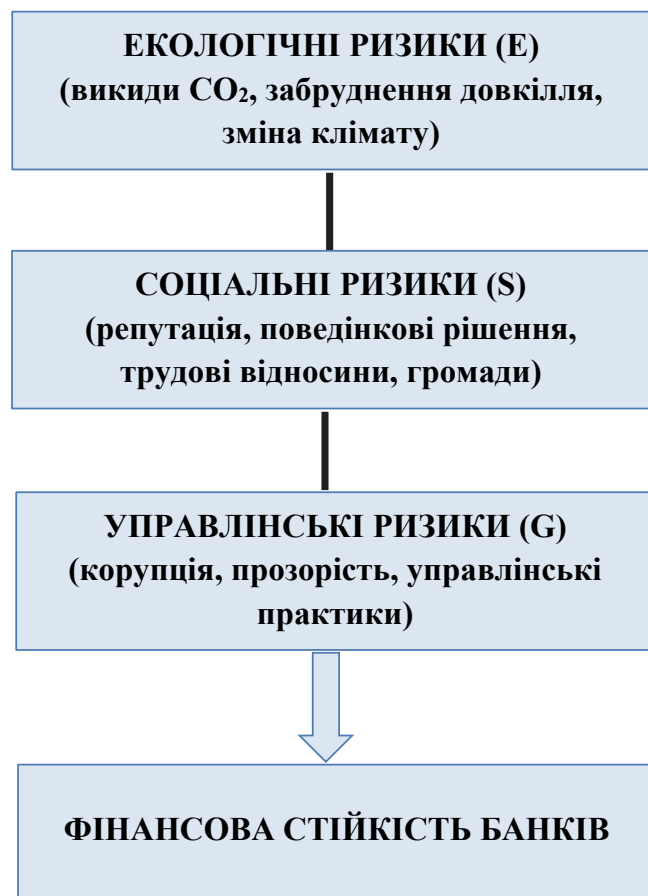 ЕКОЛОГІЧНІ РИЗИКИ (E)
(викиди CO₂, забруднення довкілля,
зміна клімату)
СОЦІАЛЬНІ РИЗИКИ (S)
(репутація, поведінкові рішення,
трудові відносини, громади)
УПРАВЛІНСЬКІ РИЗИКИ (G)
(корупція, прозорість, управлінські
практики)
ФІНАНСОВА СТІЙКІСТЬ БАНКІВ